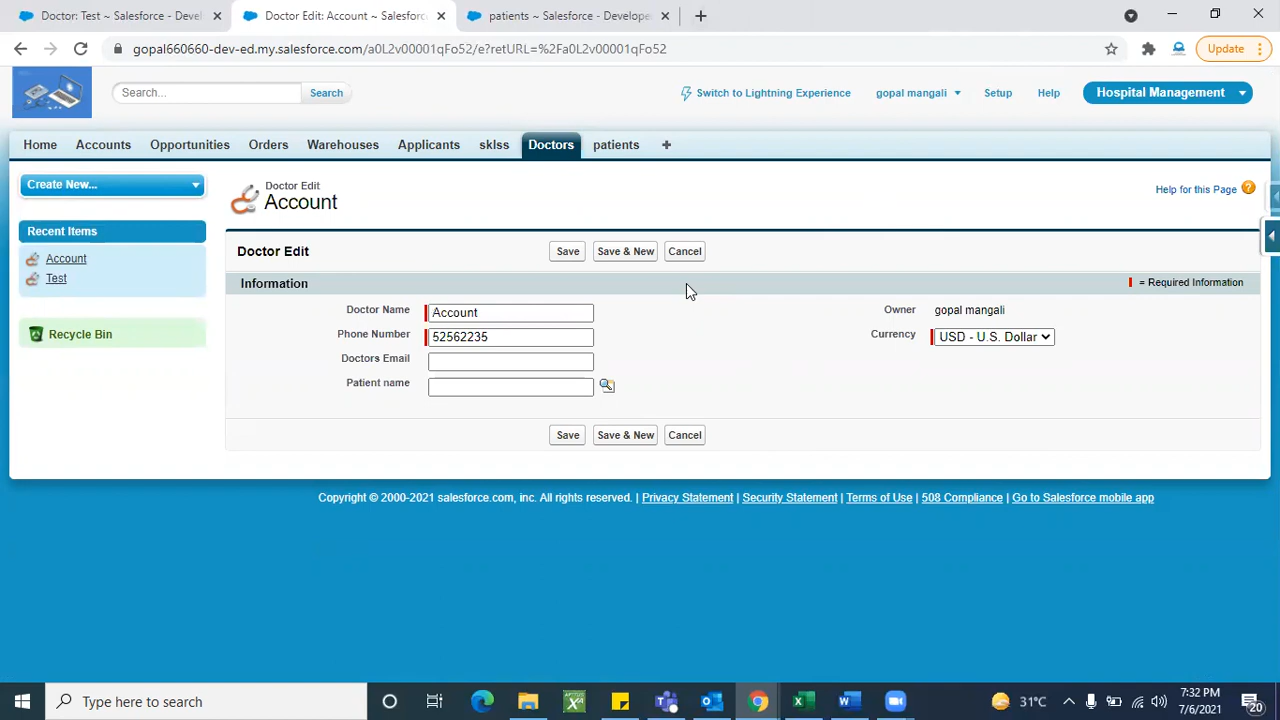 Doctor: Test ~ Salesforce - Devel
Doctor Edit: Account ~ Salesforc
patients ~ Salesforce - Develope
gopal660660-dev-ed.my.salesforce.com/a0L2v00001qFo52/e?retURL=%2Fa0L2v00001qFo52
Update
Search...
Search
Switch to Lightning Experience
gopal mangali
Setup
Help
Hospital Management
Home
Accounts
Opportunities
Orders
Warehouses
Applicants
sklss
Doctors
patients
Create New...
Recent Items
Account
Test
Recycle Bin
Doctor Edit
Account
Help for this Page
Doctor Edit
Save
Save & New
Cancel
Information
= Required Information
Doctor Name
Account
Owner
gopal mangali
Phone Number
52562235
Currency
USD - U.S. Dollar
Doctors Email
Patient name
Save
Save & New
Cancel
Copyright © 2000-2021 salesforce.com, inc. All rights reserved. | Privacy Statement | Security Statement | Terms of Use | 508 Compliance | Go to Salesforce mobile app
Type here to search
31°C
7:32 PM
7/6/2021
20